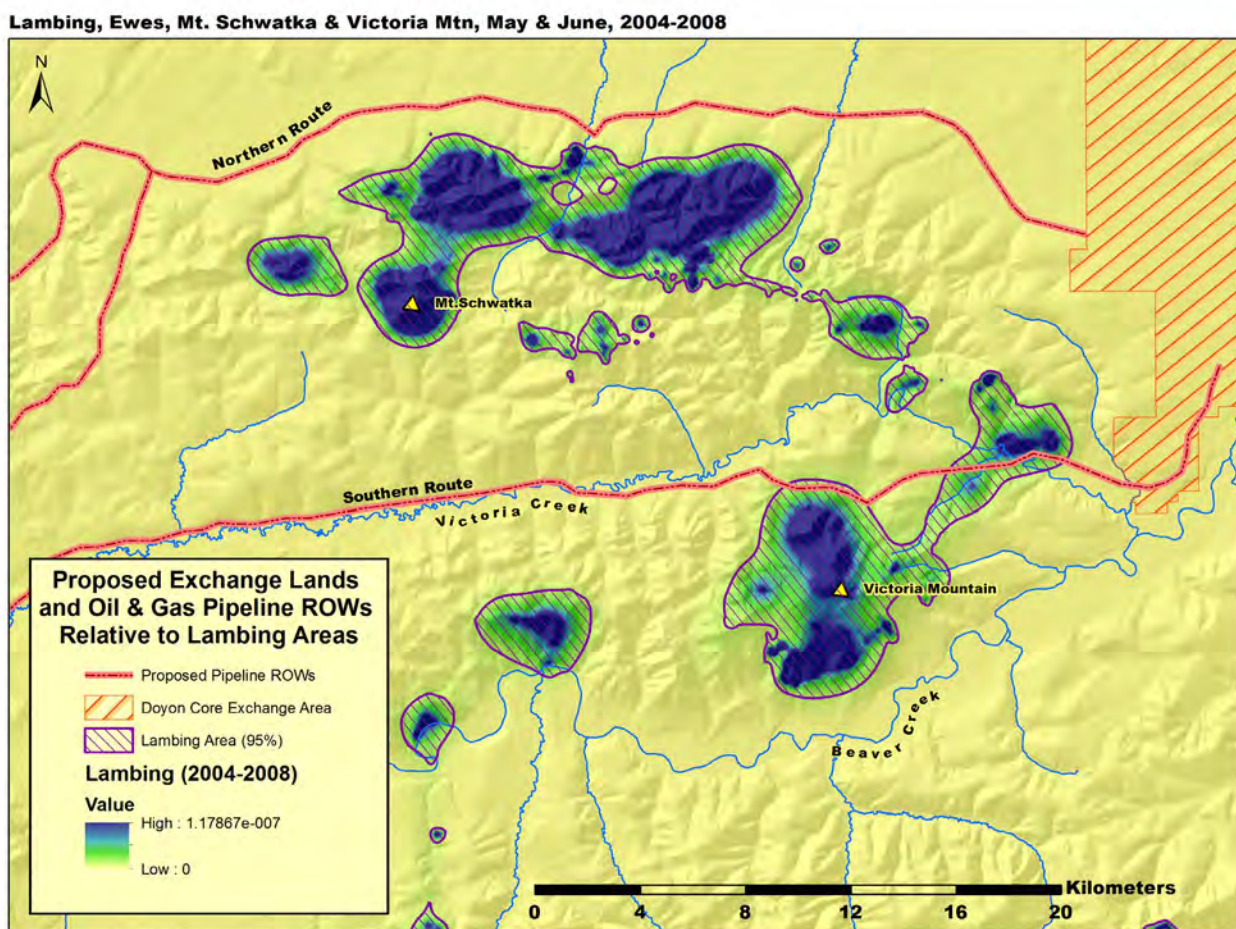 Lambing, Ewes, Mt. Schwatka & Victoria Mtn, May & June, 2004-2008
N
Northern Route
Mt.Schwatka
Southern Route
Victoria Creek
Victoria Mountain
Beaver Creek
Proposed Exchange Lands
and Oil & Gas Pipeline ROWs
Relative to Lambing Areas
Proposed Pipeline ROWs
Doyon Core Exchange Area
Lambing Area (95%)
Lambing (2004-2008)
Value
High : 1.17867e-007
Low : 0
Kilometers
0 4 8 12 16 20